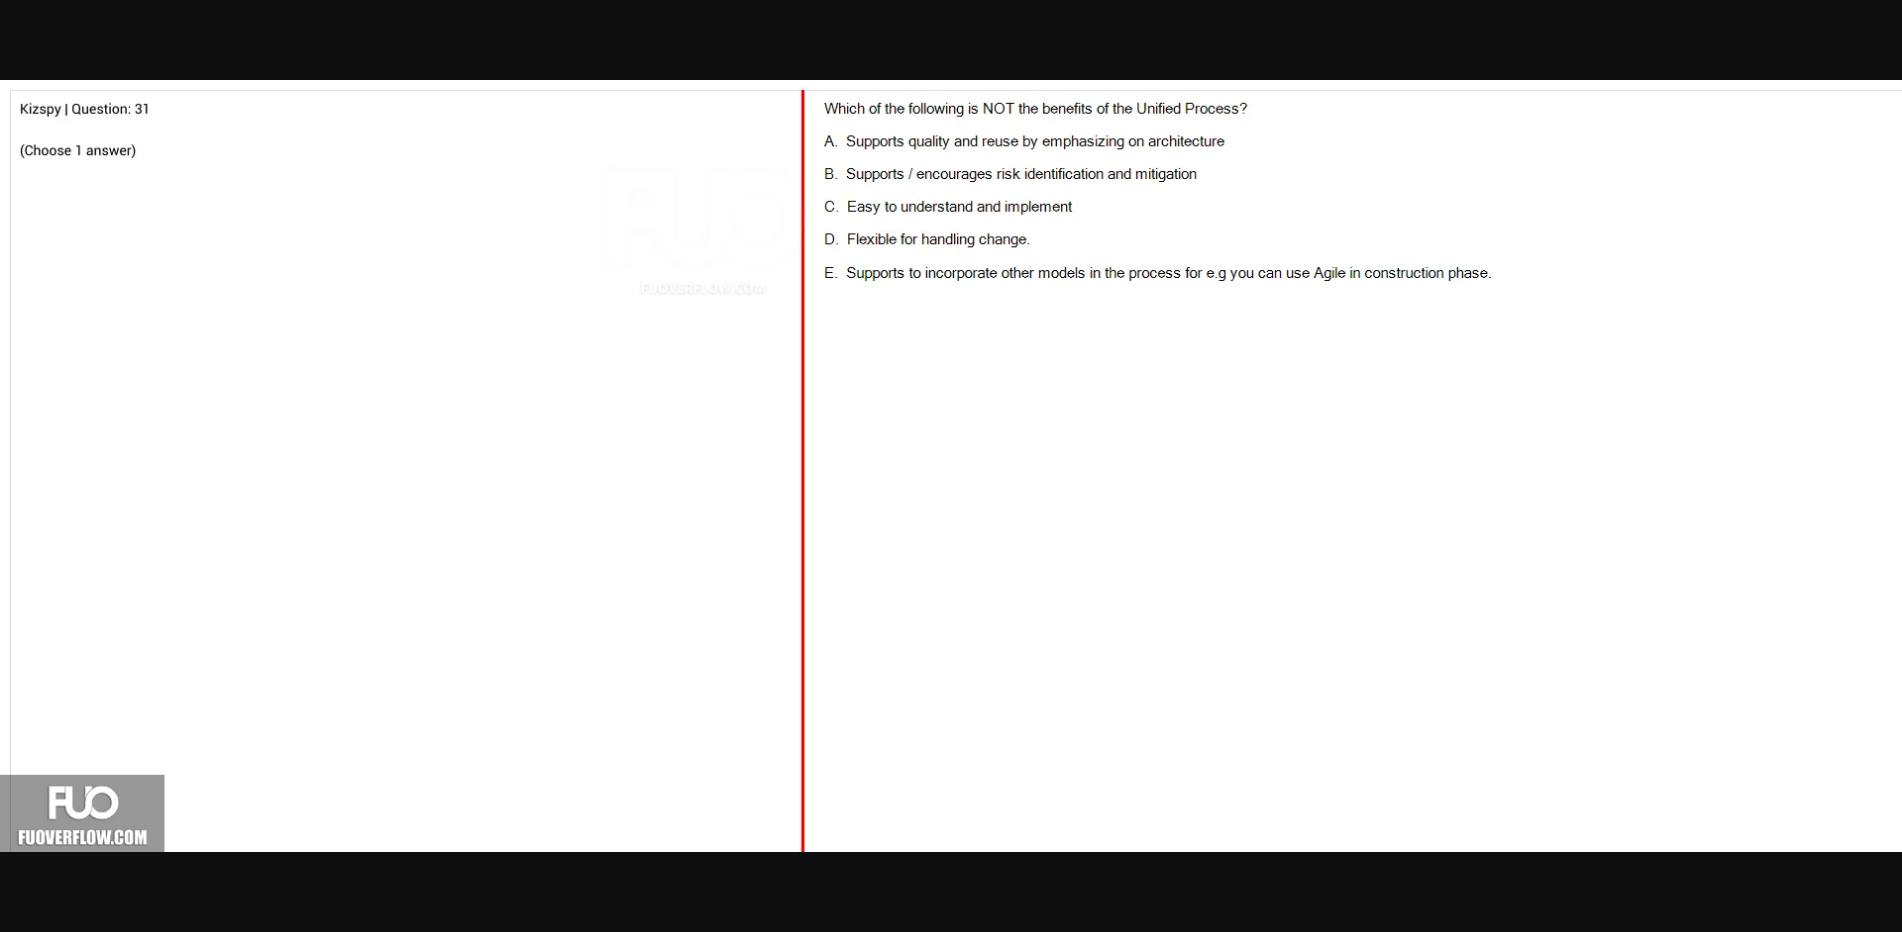 Kizspy | Question: 31
(Choose 1 answer)
FUOVERFLOW.COM
Which of the following is NOT the benefits of the Unified Process?
A. Supports quality and reuse by emphasizing on architecture
B. Supports / encourages risk identification and mitigation
C. Easy to understand and implement
D. Flexible for handling change.
E. Supports to incorporate other models in the process for e.g you can use Agile in construction phase.
FUO
FUOVERFLOW.COM